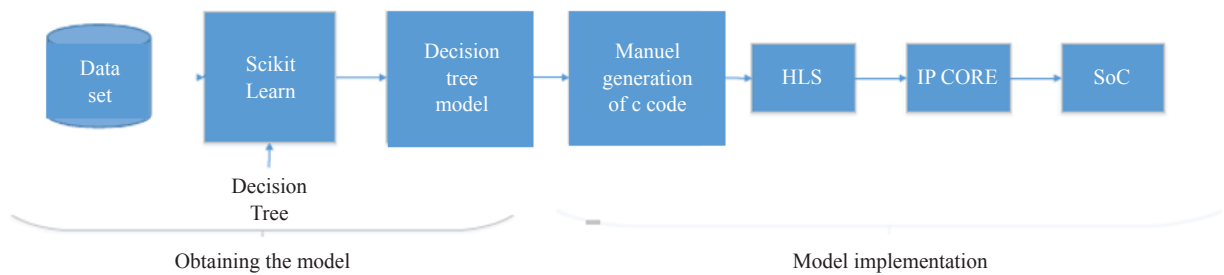 Data
set
Scikit
Learn
Decision
tree
model
Manuel
generation
of c code
HLS
IP CORE
SoC
Decision
Tree
Obtaining the model
Model implementation